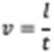 v = l/t